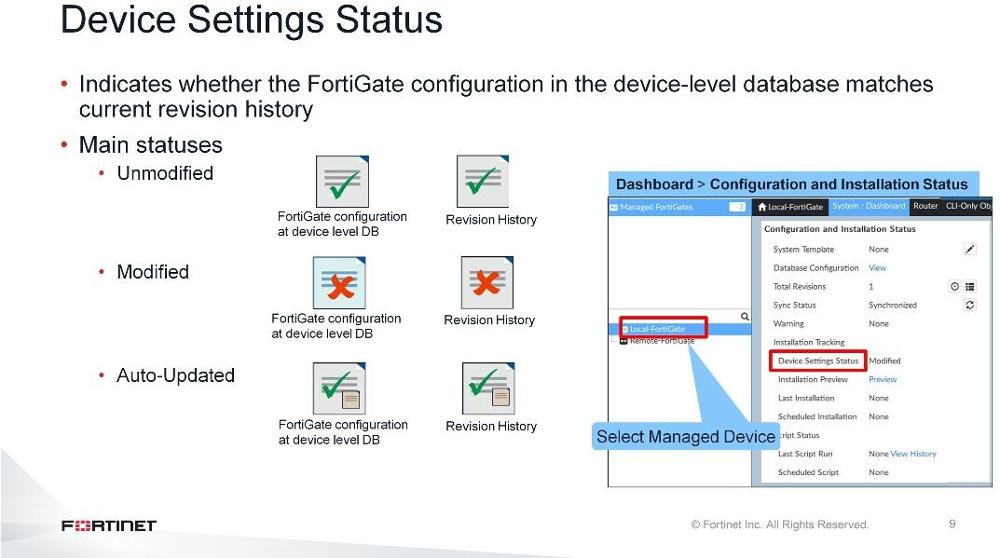 Device Settings Status
• Indicates whether the FortiGate configuration in the device-level database matches
current revision history
• Main statuses
• Unmodified
FortiGate configuration
at device level DB
Revision History
• Modified
FortiGate configuration
at device level DB
Revision History
• Auto-Updated
FortiGate configuration
at device level DB
Revision History
Dashboard > Configuration and Installation Status
Managed FortiGates 2
Local-FortiGate System : Dashboard Router CLI-Only Obj
Local-FortiGate
Remote-FortiGate
Select Managed Device
Configuration and Installation Status
System Template None
Database Configuration View
Total Revisions 1
Sync Status Synchronized
Warning None
Installation Tracking
Device Settings Status Modified
Installation Preview Preview
Last Installation None
Scheduled Installation None
ript Status
Last Script Run None View History
Scheduled Script None
FORTINET
© Fortinet Inc. All Rights Reserved.
9